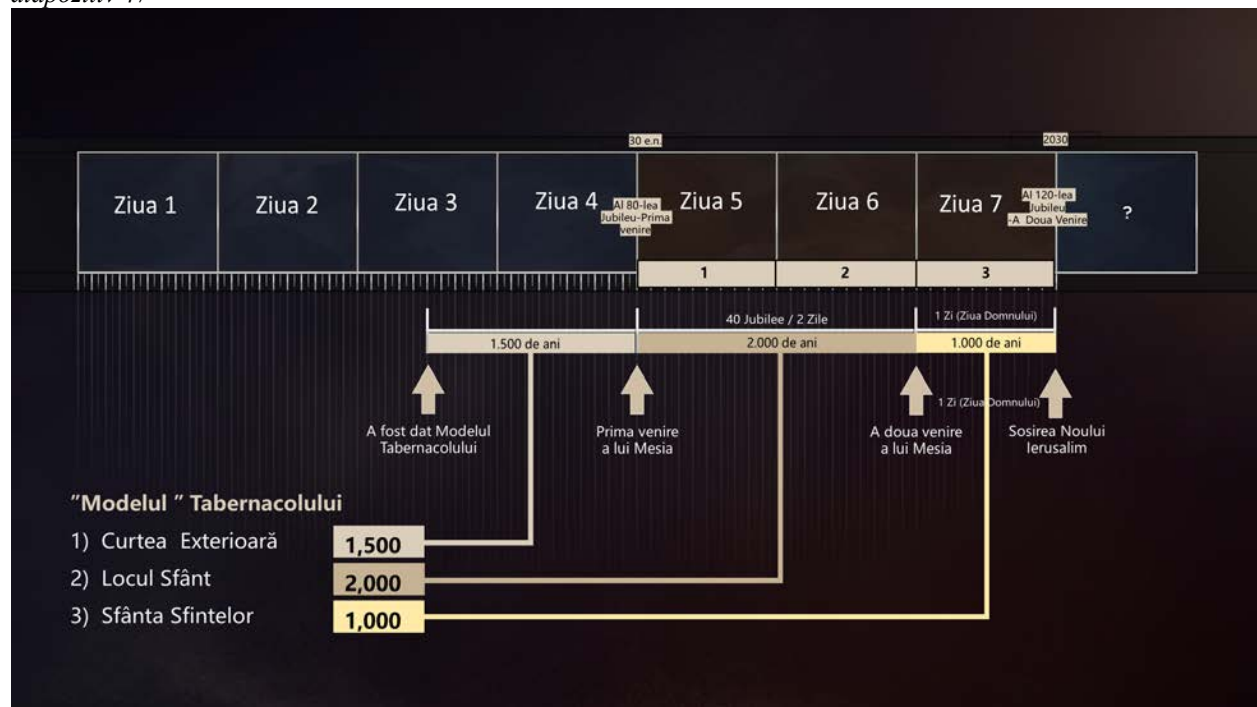 30 e.n.
2030
Ziua 1
Ziua 2
Ziua 3
Ziua 4
Al 80-lea
Jubileu-Prima
venire
Ziua 5
Ziua 6
Ziua 7
Al 120-lea
Jubileu
-A Doua Venire
?
1
2
3
40 Jubilee / 2 Zile
1 Zi (Ziua Domnului)
1.500 de ani
2.000 de ani
1.000 de ani
1 Zi (Ziua Domnului)
A fost dat Modelul
Tabernacolului
Prima venire
a lui Mesia
A doua venire
a lui Mesia
Sosirea Noului
Ierusalim
”Modelul ” Tabernacolului
1) Curtea Exterioară
1,500
2) Locul Sfânt
2,000
3) Sfânta Sfintelor
1,000